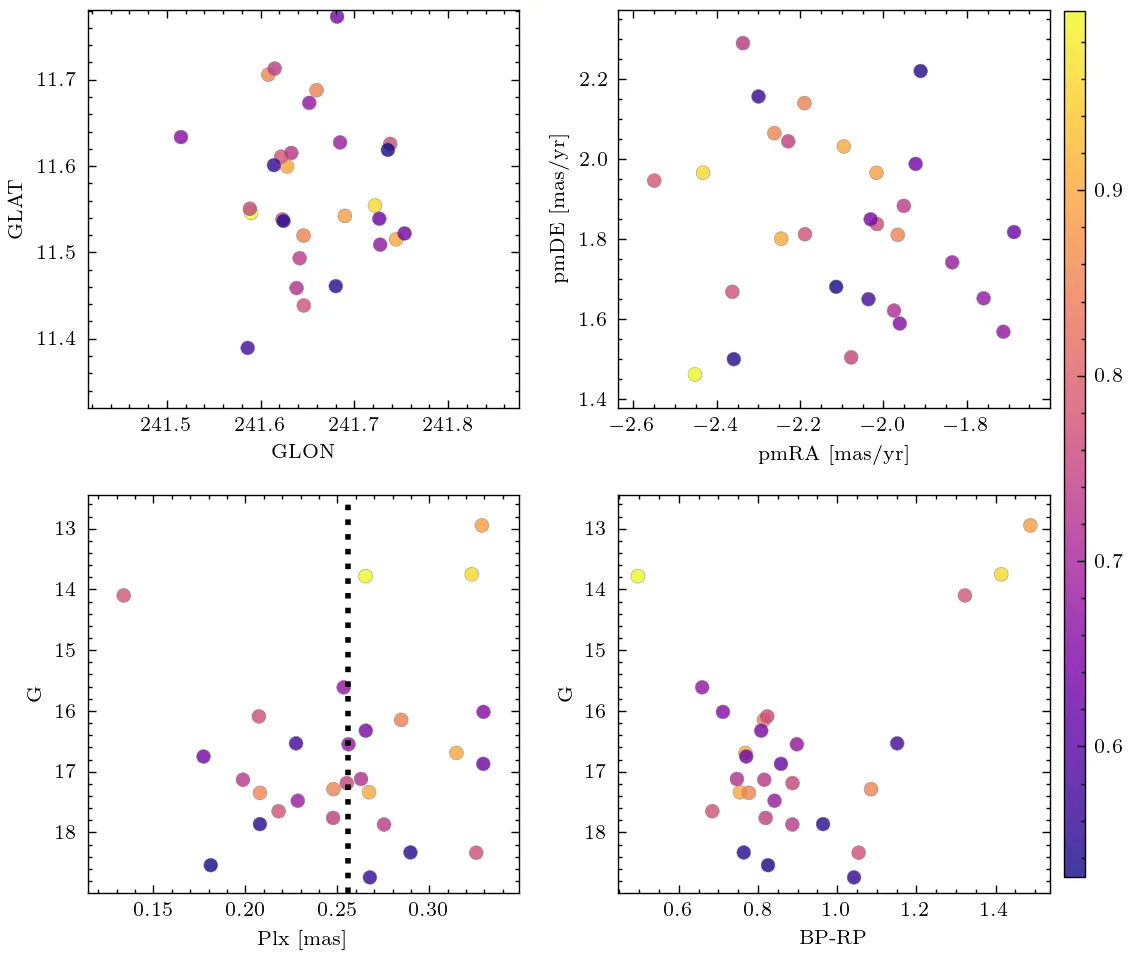 11.7
11.6
11.5
11.4
GLAT
241.5 241.6 241.7 241.8
GLON
2.2
2.0
1.8
1.6
1.4
pmDE [mas/yr]
−2.6 −2.4 −2.2 −2.0 −1.8
pmRA [mas/yr]
0.9
0.8
0.7
0.6
13
14
15
16
17
18
G
0.15 0.20 0.25 0.30
Plx [mas]
13
14
15
16
17
18
G
0.6 0.8 1.0 1.2 1.4
BP-RP